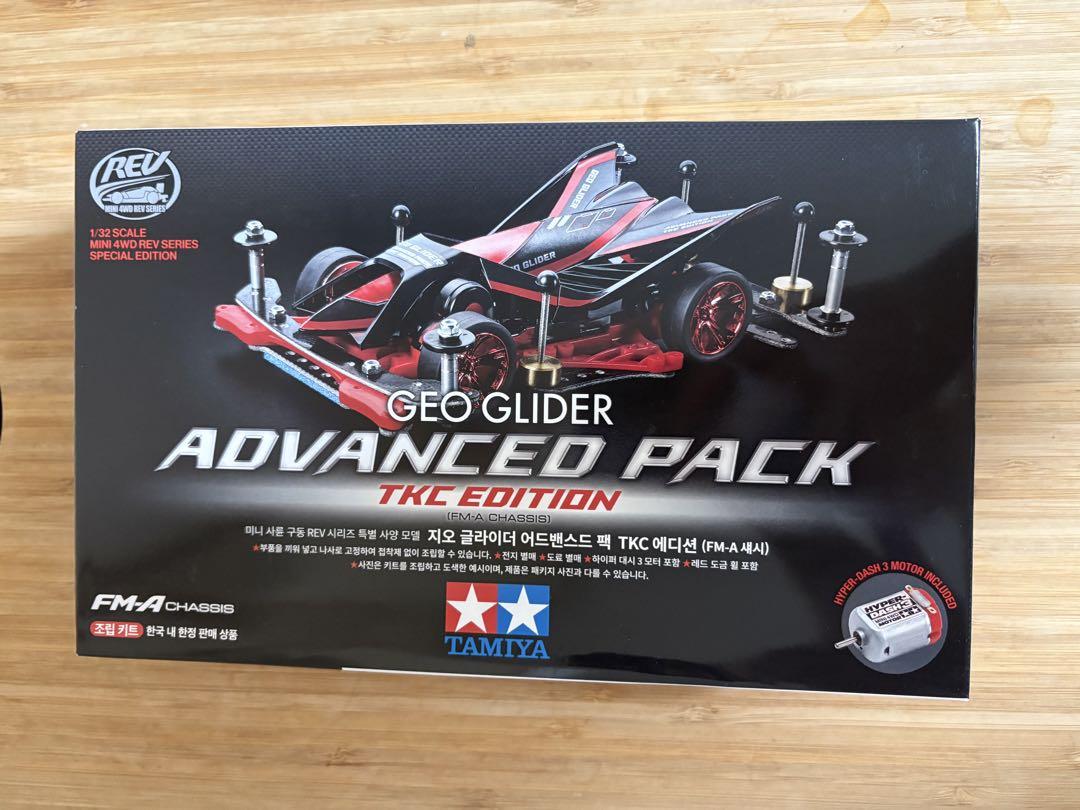 REV
MINI 4WD REV SERIES
1/32 SCALE
MINI 4WD REV SERIES
SPECIAL EDITION
GEO GLIDER
GEO GLIDER
ADVANCED PACK
TKC EDITION
GLIDER
GEO GLIDER
ADVANCED PACK
TKC EDITION
(FM-A CHASSIS)
미니 사륜 구동 REV 시리즈 특별 사양 모델 지오 글라이더 어드밴스드 팩 TKC 에디션 (FM-A 섀시)
★부품을 끼워 넣고 나사로 고정하여 접착제 없이 조립할 수 있습니다. ★전지 별매 ★도료 별매 ★하이퍼 대시 3 모터 포함 ★레드 도금 휠 포함
★사진은 키트를 조립하고 도색한 예시이며, 제품은 패키지 사진과 다를 수 있습니다.
FM-A CHASSIS
조립 키트 한국 내 한정 판매 상품
TAMIYA
HYPER-DASH 3 MOTOR INCLUDED
HYPER
DASH 3
MOTOR